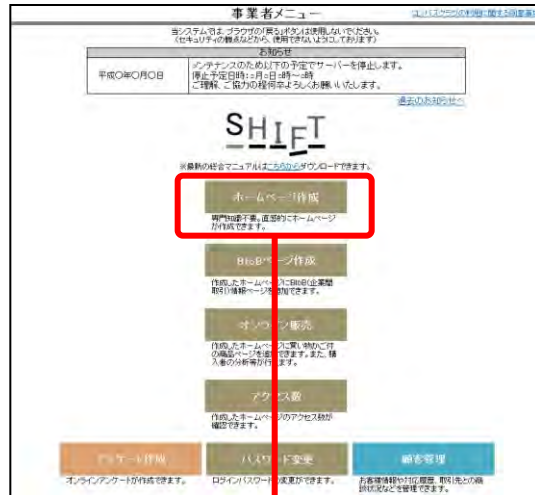 事業者メニュー
当システムでは、ブラウザの「戻る」ボタンは使用しないでください。
(セキュリティの観点などから、使用できないようにしております)
お知らせ
平成○年○月○日
メンテナンスのため以下の予定でサーバーを停止します。
停止予定日時:○月○日○時~○時
ご理解、ご協力の程何卒よろしくお願いいたします。
過去のお知らせへ
SHIFT
※最新の総合マニュアルはこちらからダウンロードできます。
ホームページ作成
専門知識不要。直感的にホームページ
が作成できます。
BtoBページ作成
作成したホームページにBtoB(企業間
取引)情報ページを追加できます。
オンライン販売
作成したホームページに買い物かご付
の商品ページを追加できます。また、購
入者の分析等が行えます。
アクセス数
作成したホームページのアクセス数が
確認できます。
アンケート作成
パスワード変更
顧客管理
オンラインアンケートが作成できます。
ログインパスワードの変更ができます。
お客様情報や対応履歴、取引先との商
談状況などを管理できます。